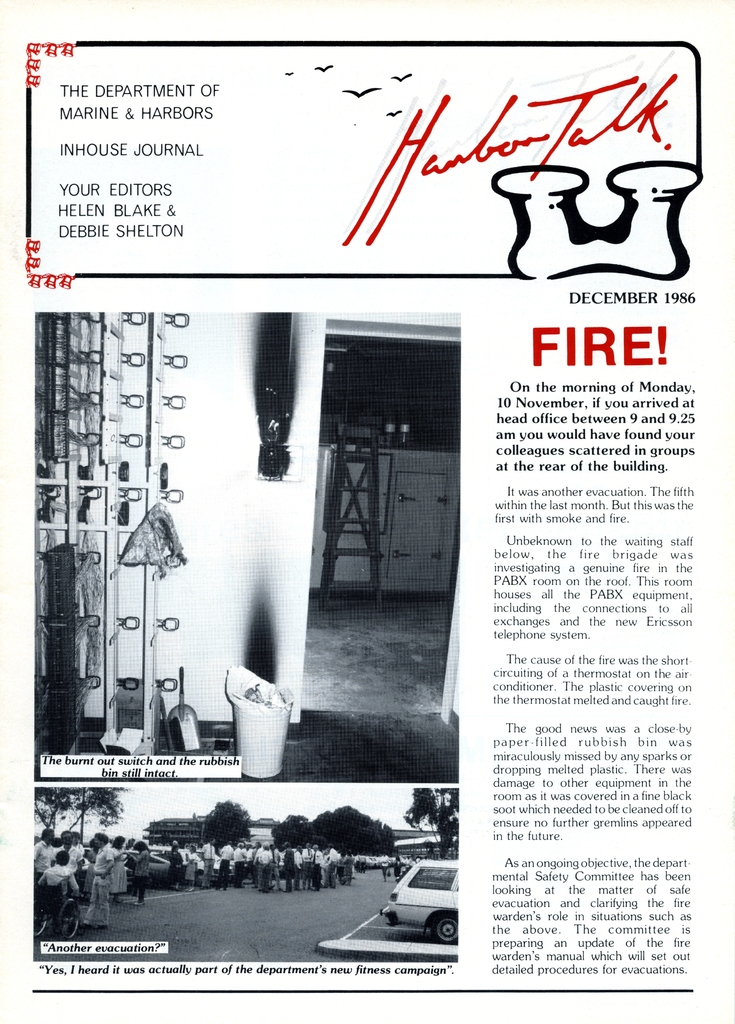 THE DEPARTMENT OF
MARINE & HARBORS
INHOUSE JOURNAL
YOUR EDITORS
HELEN BLAKE &
DEBBIE SHELTON
Harbor Talk.
DECEMBER 1986
FIRE!
On the morning of Monday,
10 November, if you arrived at
head office between 9 and 9.25
am you would have found your
colleagues scattered in groups
at the rear of the building.
It was another evacuation. The fifth
within the last month. But this was the
first with smoke and fire.
Unbeknown to the waiting staff
below, the fire brigade was
investigating a genuine fire in the
PABX room on the roof. This room
houses all the PABX equipment,
including the connections to all
exchanges and the new Ericsson
telephone system.
The cause of the fire was the short-
circuiting of a thermostat on the air-
conditioner. The plastic covering on
the thermostat melted and caught fire.
The good news was a close-by
paper-filled rubbish bin was
miraculously missed by any sparks or
dropping melted plastic. There was
damage to other equipment in the
room as it was covered in a fine black
soot which needed to be cleaned off to
ensure no further gremlins appeared
in the future.
As an ongoing objective, the depart-
mental Safety Committee has been
looking at the matter of safe
evacuation and clarifying the fire
warden's role in situations such as
the above. The committee is
preparing an update of the fire
warden's manual which will set out
detailed procedures for evacuations.
The burnt out switch and the rubbish
bin still intact.
"Another evacuation?"
"Yes, I heard it was actually part of the department's new fitness campaign".